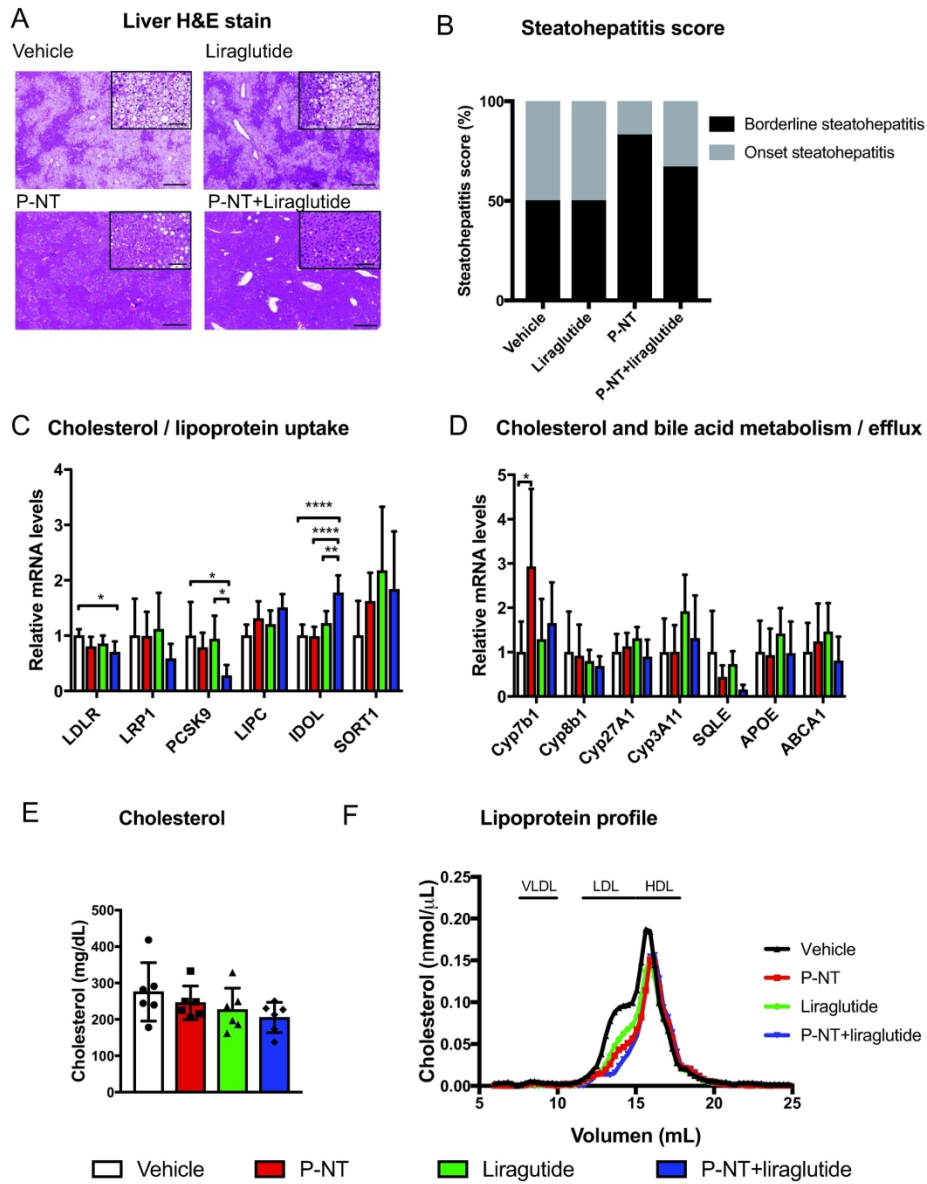 A
Liver H&E stain
Vehicle
Liraglutide
P-NT
P-NT+Liraglutide
B
Steatohepatitis score
Steatohepatitis score (%)
100
50
0
Borderline steatohepatitis
Onset steatohepatitis
Vehicle
Liraglutide
P-NT
P-NT+liraglutide
C
Cholesterol / lipoprotein uptake
Relative mRNA levels
4
3
2
1
0
*
*
*
****
****
**
LDLR
LRP1
PCSK9
LIPC
IDOL
SORT1
D
Cholesterol and bile acid metabolism / efflux
Relative mRNA levels
5
4
3
2
1
0
*
Cyp7b1
Cyp8b1
Cyp27A1
Cyp3A11
SQLE
APOE
ABCA1
E
Cholesterol
Cholesterol (mg/dL)
500
400
300
200
100
0
F
Lipoprotein profile
Cholesterol (nmol/μL)
0.25
0.20
0.15
0.10
0.05
0.00
VLDL
LDL
HDL
Vehicle
P-NT
Liraglutide
P-NT+liraglutide
5
10
15
20
25
Volumen (mL)
Vehicle
P-NT
Liragutide
P-NT+liraglutide